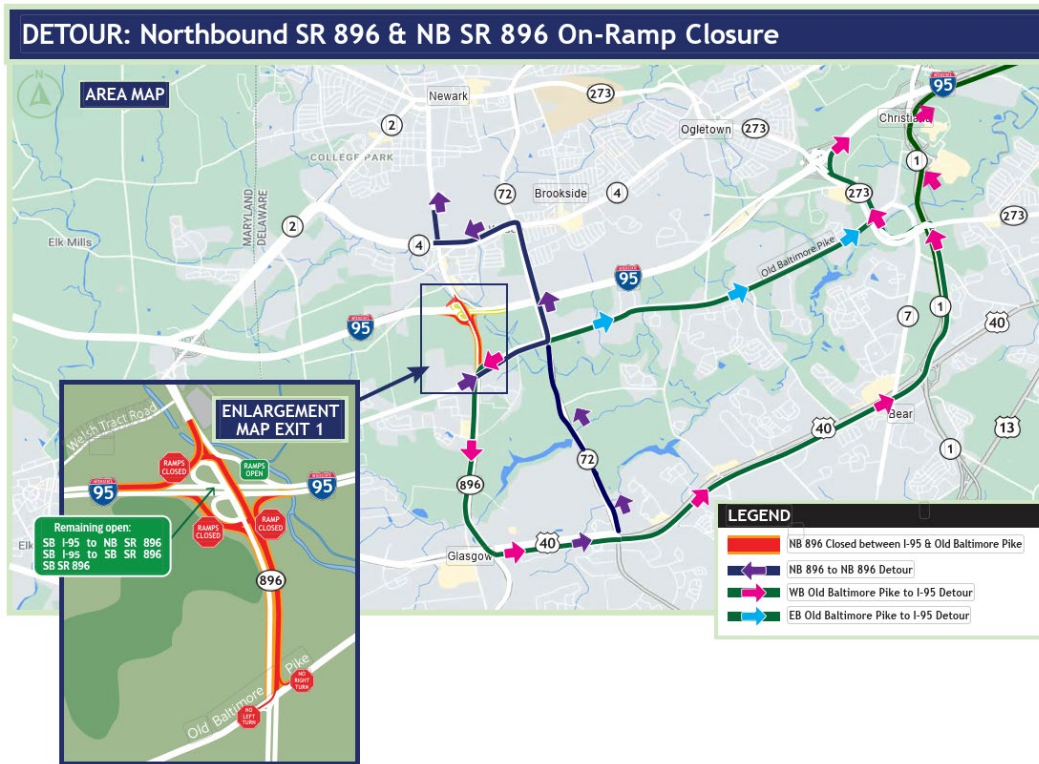 DETOUR: Northbound SR 896 & NB SR 896 On-Ramp Closure
N
AREA MAP
Newark
273
INTERSTATE
95
Christiana
2
Ogletown
273
COLLEGE PARK
1
72
Brookside
4
273
MARYLAND
DELAWARE
2
273
Elk Mills
4
Old Baltimore Pike
95
95
7
1
40
Bear
40
13
72
1
896
40
Glasgow
ENLARGEMENT
MAP EXIT 1
Welsh Tract Road
RAMPS
CLOSED
RAMPS
OPEN
INTERSTATE
95
INTERSTATE
95
Remaining open:
SB I-95 to NB SR 896
SB I-95 to SB SR 896
SB SR 896
RAMPS
CLOSED
RAMP
CLOSED
896
NO
RIGHT
TURN
NO
LEFT
TURN
Old Baltimore Pike
LEGEND
NB 896 Closed between I-95 & Old Baltimore Pike
NB 896 to NB 896 Detour
WB Old Baltimore Pike to I-95 Detour
EB Old Baltimore Pike to I-95 Detour